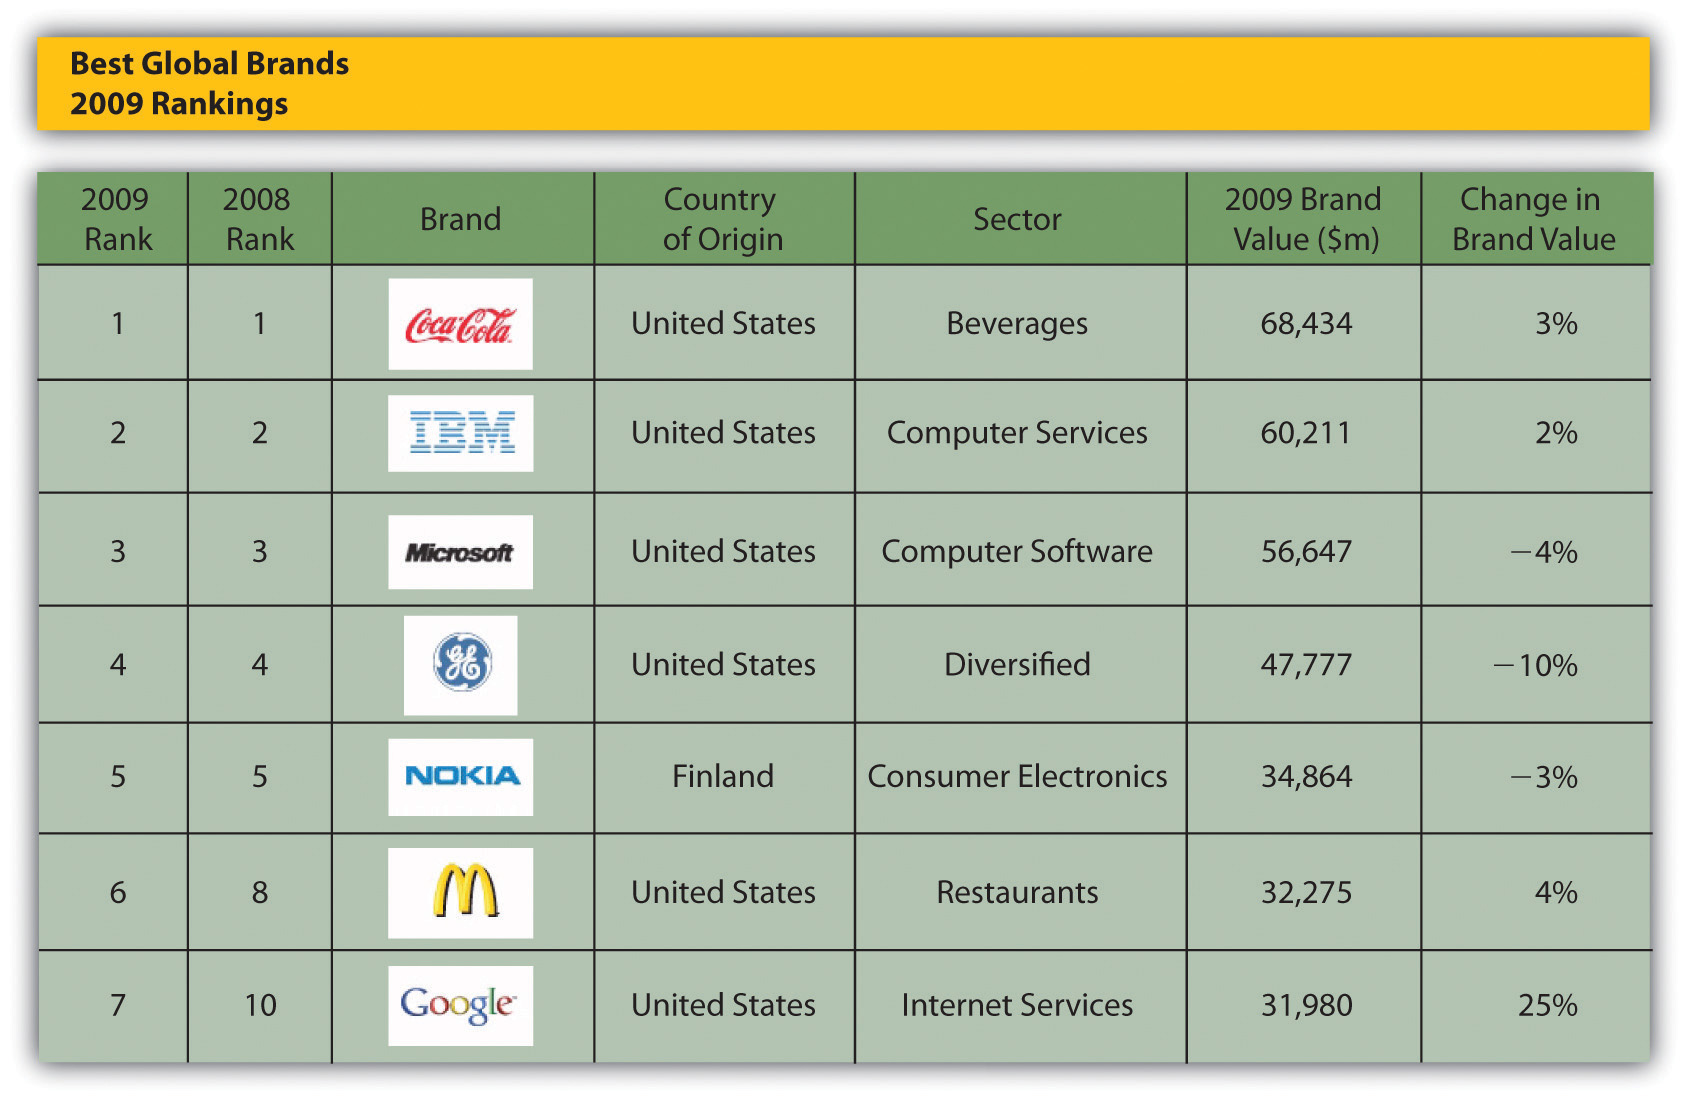 Best Global Brands
2009 Rankings
2009 Rank 2008 Rank Brand Country of Origin Sector 2009 Brand Value ($m) Change in Brand Value
1 1 Coca-Cola United States Beverages 68,434 3%
2 2 IBM United States Computer Services 60,211 2%
3 3 Microsoft United States Computer Software 56,647 −4%
4 4 GE United States Diversified 47,777 −10%
5 5 NOKIA Finland Consumer Electronics 34,864 −3%
6 8 M United States Restaurants 32,275 4%
7 10 Google United States Internet Services 31,980 25%